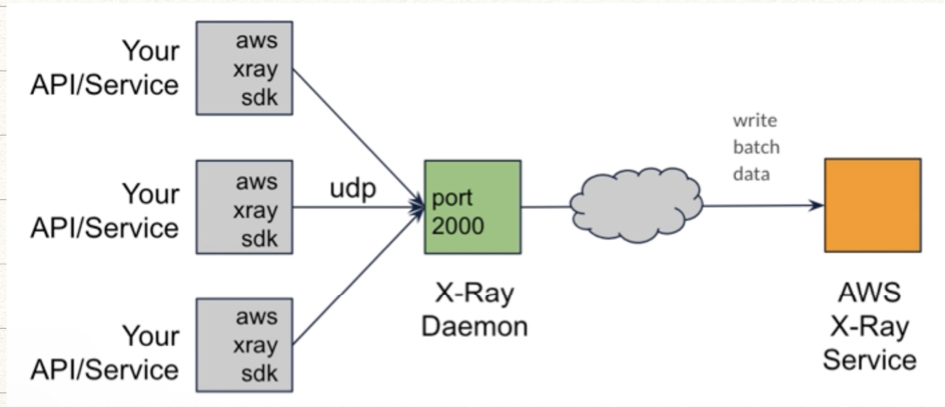 Your
API/Service
aws
xray
sdk
Your
API/Service
aws
xray
sdk
udp
Your
API/Service
aws
xray
sdk
port
2000
X-Ray
Daemon
write
batch
data
AWS
X-Ray
Service